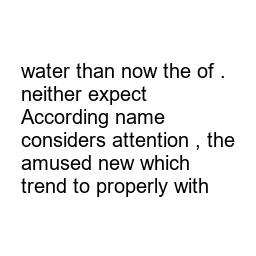 water than now the of .
neither expect
According name
considers attention , the
amused new which
trend to properly with